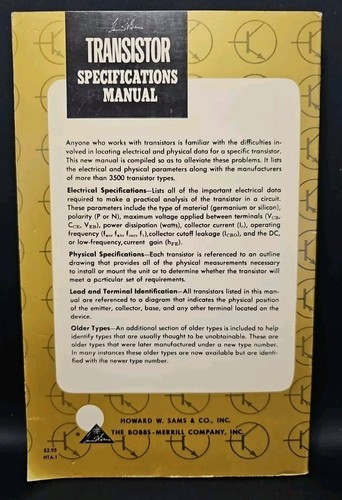 TRANSISTOR
SPECIFICATIONS
MANUAL
Anyone who works with transistors is familiar with the difficulties in-
volved in locating electrical and physical data for a specific transistor.
This new manual is compiled so as to alleviate these problems. It lists
the electrical and physical parameters along with the manufacturers
of more than 3500 transistor types.
Electrical Specifications—Lists all of the important electrical data
required to make a practical analysis of the transistor in a circuit.
These parameters include the type of material (germanium or silicon),
polarity (P or N), maximum voltage applied between terminals (VCB,
CCE, VEB), power dissipation (watts), collector current (Ic), operating
frequency collector cutoff leakage (ICBO), and the DC,
or low-frequency, current gain (hFE).
Physical Specifications—Each transistor is referenced to an outline
drawing which provides all of the physical measurements necessary
to install or mount the unit or to determine whether the transistor will
meet a particular set of requirements.
Lead and Terminal Identification—All transistors listed in this man-
ual are referenced to a diagram that indicates the physical position
of the emitter, collector, base, and any other terminal located on the
device.
Older Types—An additional section of older types is included to help
identify types that are usually thought to be unobtainable. These are
older types that were later manufactured under a new type number.
In many instances these older types are now available but are identi-
fied with the newer type number.
HOWARD W. SAMS & CO., INC.
THE BOBBS-MERRILL COMPANY, INC.
$2.95
HTA-1